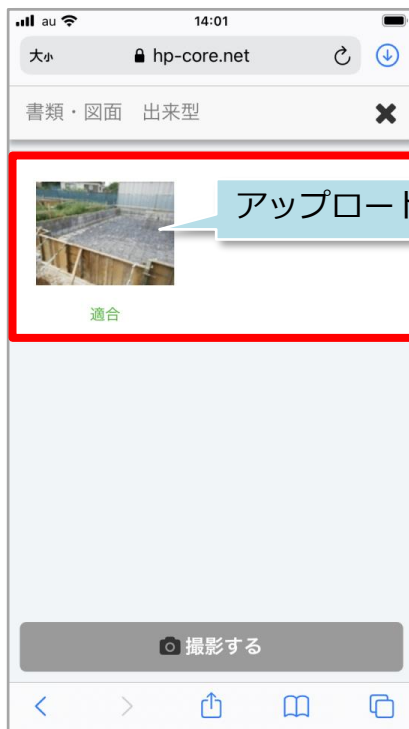 au 14:01
大小 hp-core.net
書類・図面 出来型
アップロー
適合
撮影する